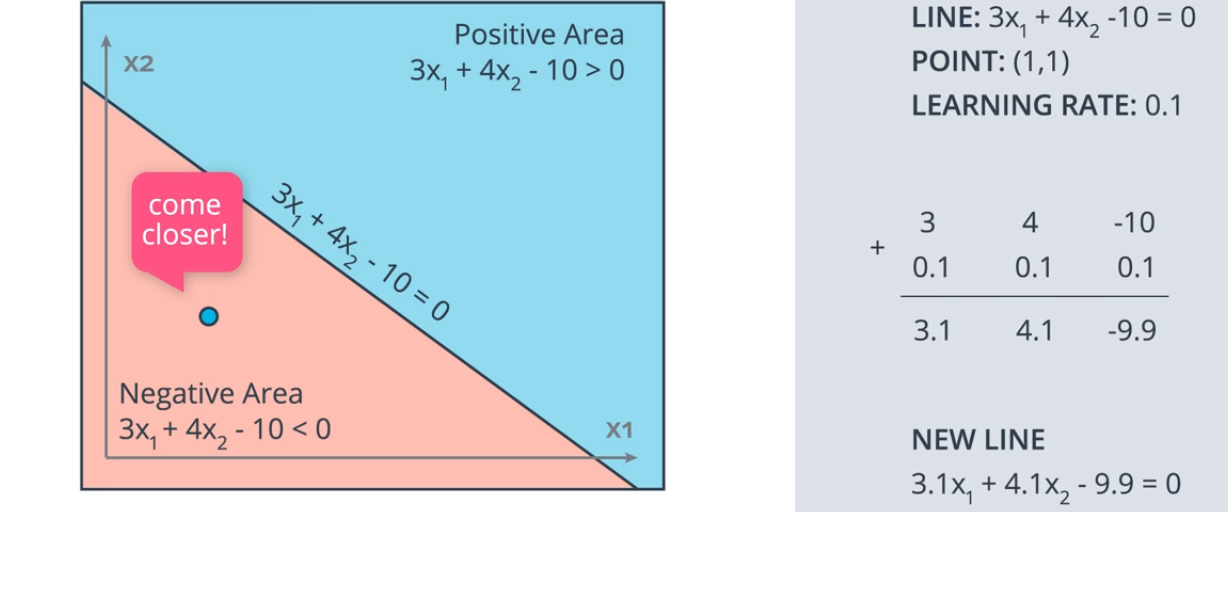 Positive Area
3x₁ + 4x₂ - 10 > 0
X2
come
closer!
3x₁ + 4x₂ - 10 = 0
Negative Area
3x₁ + 4x₂ - 10 < 0
X1
LINE: 3x₁ + 4x₂ -10 = 0
POINT: (1,1)
LEARNING RATE: 0.1
3 4 -10
+
0.1 0.1 0.1
3.1 4.1 -9.9
NEW LINE
3.1x₁ + 4.1x₂ - 9.9 = 0